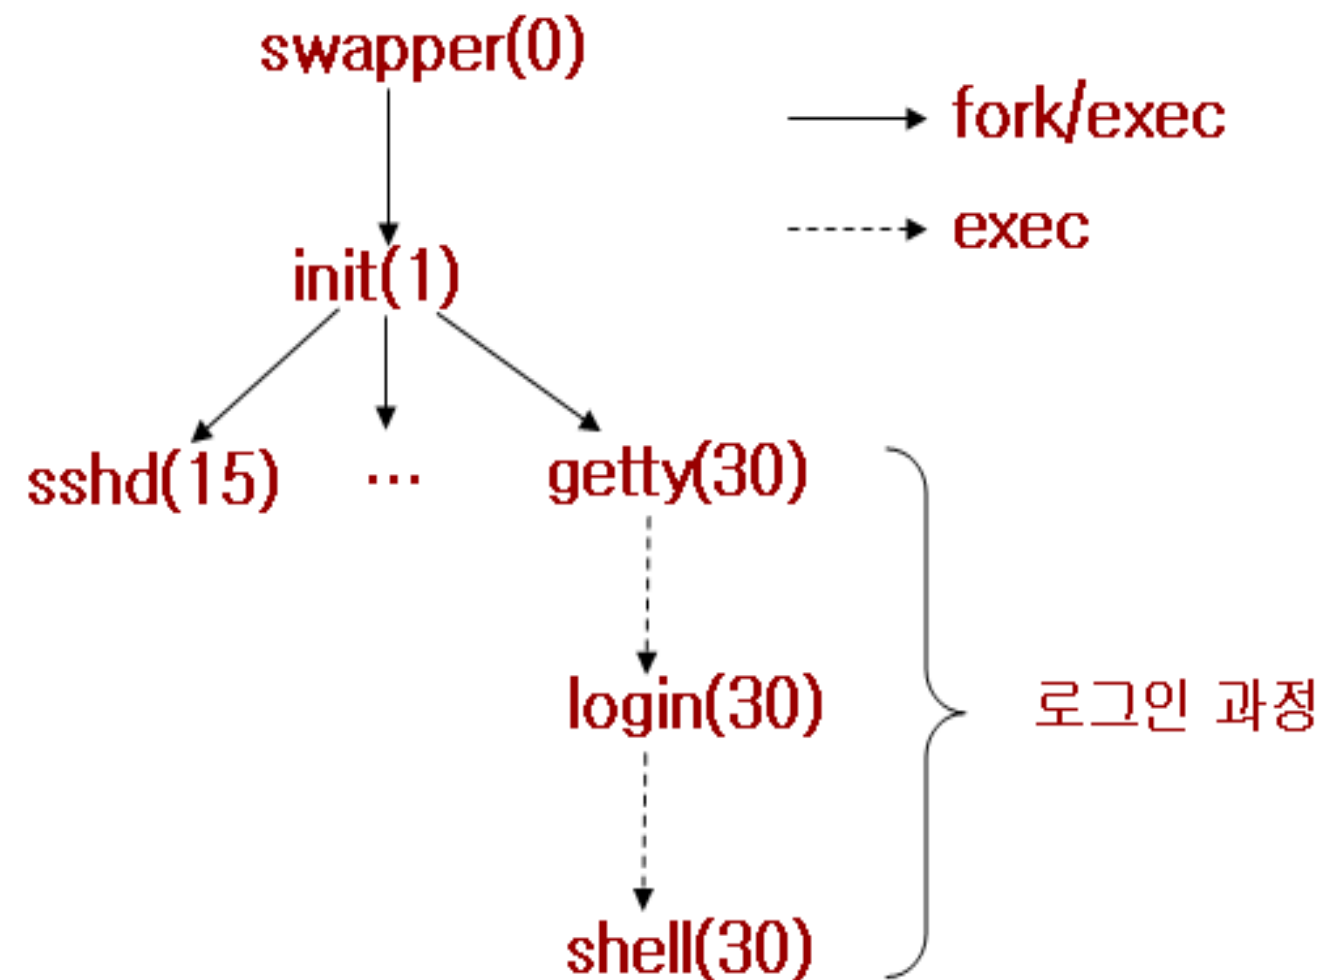 swapper(0)
fork/exec
exec
init(1)
sshd(15) ... getty(30)
login(30)
로그인 과정
shell(30)